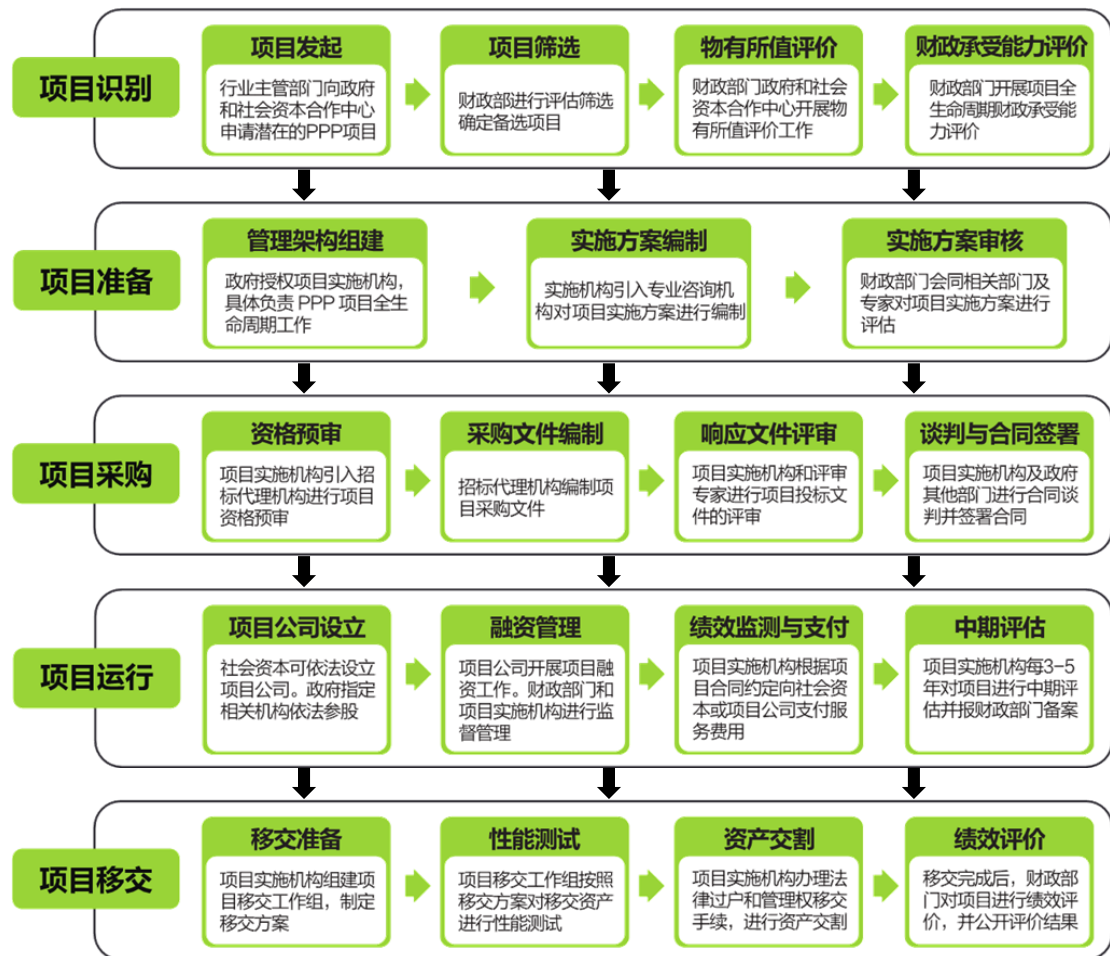 项目识别
项目发起
行业主管部门向政府
和社会资本合作中心
申请潜在的PPP项目
项目筛选
财政部进行评估筛选
确定备选项目
物有所值评价
财政部门政府和社会
资本合作中心开展物
有所值评价工作
财政承受能力评价
财政部门开展项目全
生命周期财政承受能
力评价
项目准备
管理架构组建
政府授权项目实施机构，
具体负责 PPP 项目全生
命周期工作
实施方案编制
实施机构引入专业咨询机
构对项目实施方案进行编制
实施方案审核
财政部门会同相关部门及
专家对项目实施方案进行
评估
项目采购
资格预审
项目实施机构引入招
标代理机构进行项目
资格预审
采购文件编制
招标代理机构编制项
目采购文件
响应文件评审
项目实施机构和评审
专家进行项目投标文
件的评审
谈判与合同签署
项目实施机构及政府
其他部门进行合同谈
判并签署合同
项目运行
项目公司设立
社会资本可依法设立
项目公司。政府指定
相关机构依法参股
融资管理
项目公司开展项目融
资工作。财政部门和
项目实施机构进行监
督管理
绩效监测与支付
项目实施机构根据项
目合同约定向社会资
本或项目公司支付服
务费用
中期评估
项目实施机构每3-5
年对项目进行中期评
估并报财政部门备案
项目移交
移交准备
项目实施机构组建项
目移交工作组，制定
移交方案
性能测试
项目移交工作组按照
移交方案对移交资产
进行性能测试
资产交割
项目实施机构办理法
律过户和管理权移交
手续，进行资产交割
绩效评价
移交完成后，财政部
门对项目进行绩效评
价，并公开评价结果